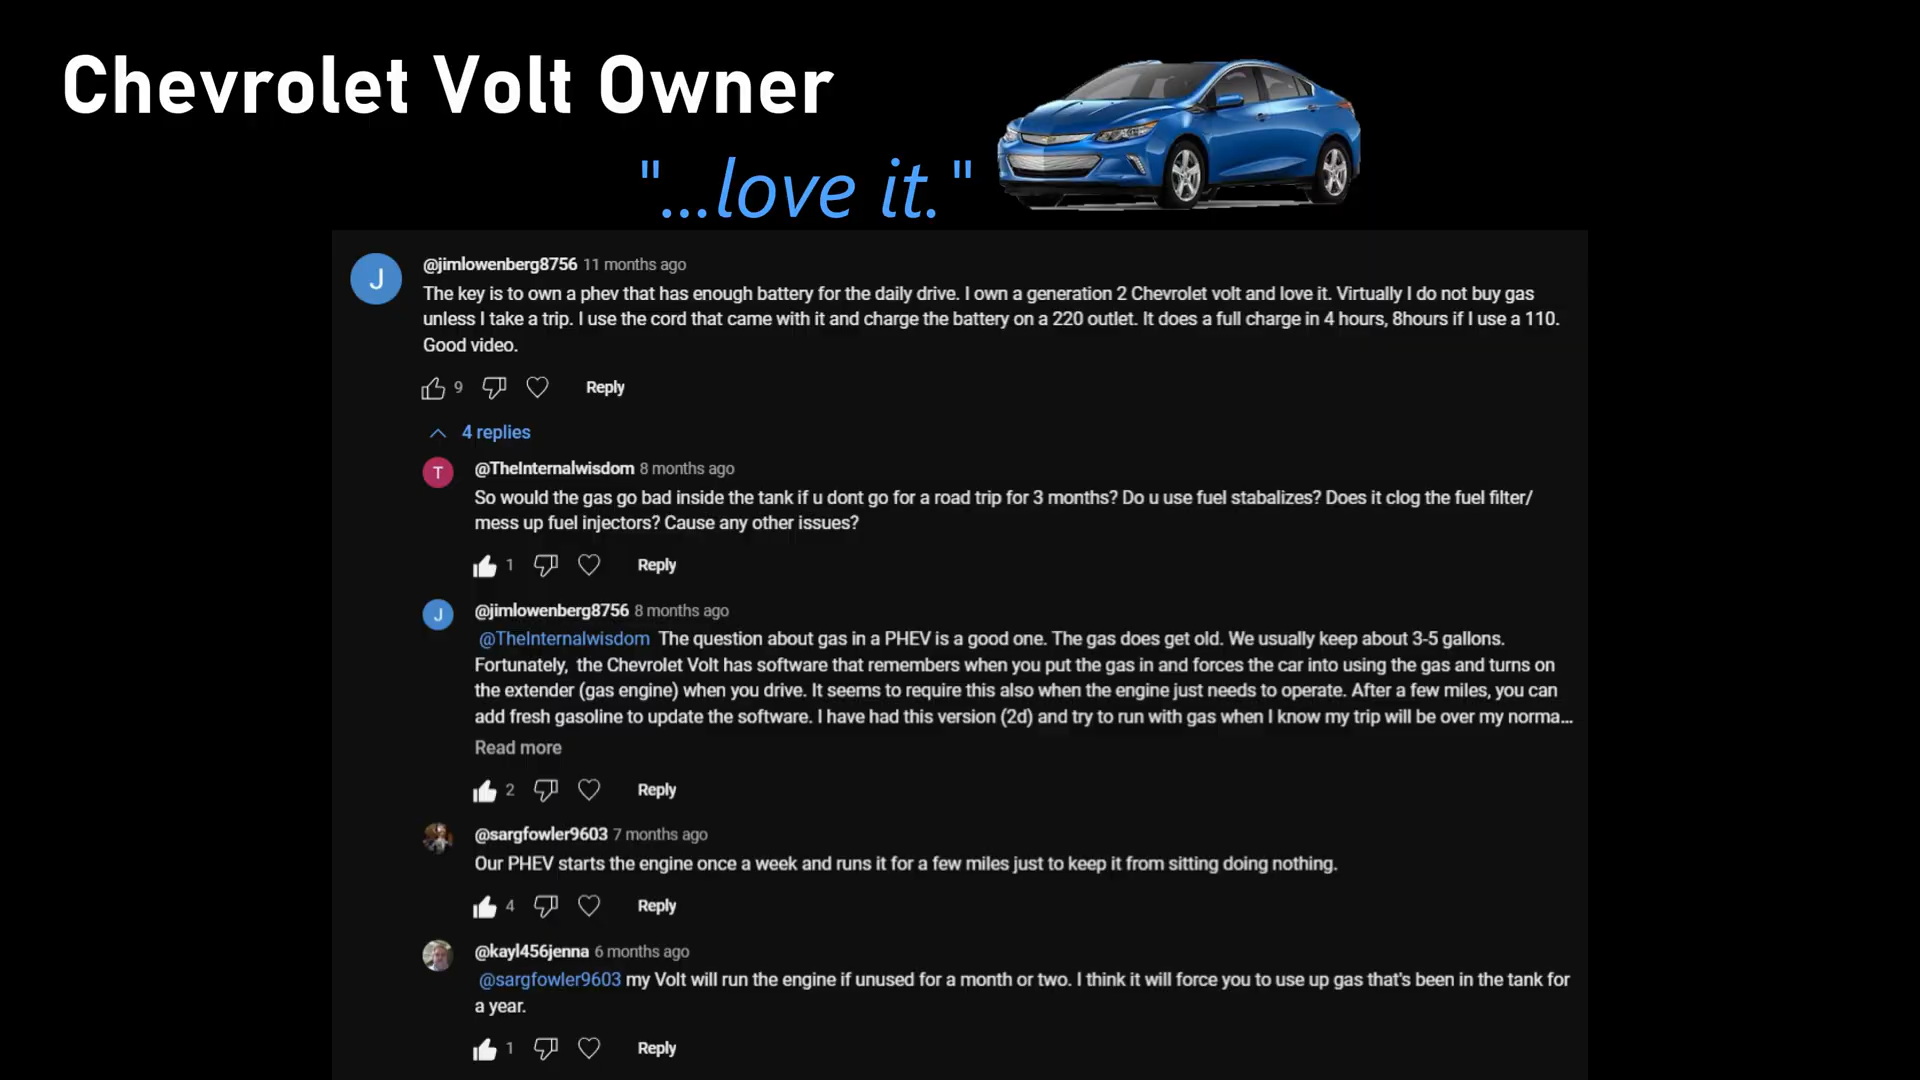 Chevrolet Volt Owner
"...love it."
J
@jimlowenberg8756 11 months ago
The key is to own a phev that has enough battery for the daily drive. I own a generation 2 Chevrolet volt and love it. Virtually I do not buy gas
unless I take a trip. I use the cord that came with it and charge the battery on a 220 outlet. It does a full charge in 4 hours, 8hours if I use a 110.
Good video.
9 Reply
4 replies
T
@TheInternalwisdom 8 months ago
So would the gas go bad inside the tank if u dont go for a road trip for 3 months? Do u use fuel stabalizes? Does it clog the fuel filter/
mess up fuel injectors? Cause any other issues?
1 Reply
J
@jimlowenberg8756 8 months ago
@TheInternalwisdom The question about gas in a PHEV is a good one. The gas does get old. We usually keep about 3-5 gallons.
Fortunately, the Chevrolet Volt has software that remembers when you put the gas in and forces the car into using the gas and turns on
the extender (gas engine) when you drive. It seems to require this also when the engine just needs to operate. After a few miles, you can
add fresh gasoline to update the software. I have had this version (2d) and try to run with gas when I know my trip will be over my norma...
Read more
2 Reply
@sargfowler9603 7 months ago
Our PHEV starts the engine once a week and runs it for a few miles just to keep it from sitting doing nothing.
4 Reply
@kayl456jenna 6 months ago
@sargfowler9603 my Volt will run the engine if unused for a month or two. I think it will force you to use up gas that's been in the tank for
a year.
1 Reply